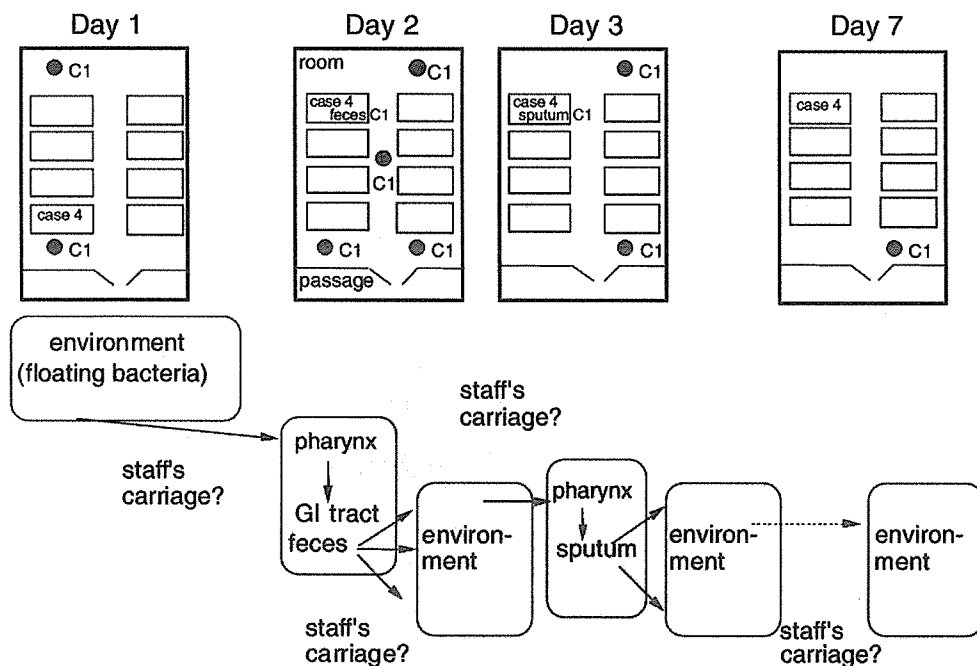 Day 1
Day 2
Day 3
Day 7
C1
case 4
C1
room
C1
case 4
feces C1
C1
C1
C1
passage
C1
case 4
sputum C1
C1
case 4
C1
environment
(floating bacteria)
staff's
carriage?
pharynx
GI tract
feces
staff's
carriage?
environ-
ment
staff's
carriage?
pharynx
sputum
environ-
ment
staff's
carriage?
environ-
ment